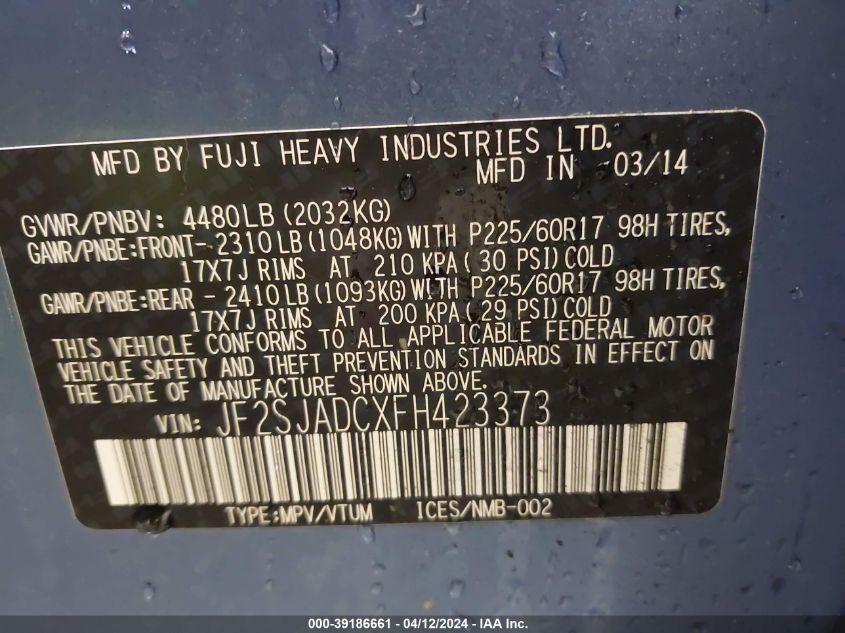 MFD BY FUJI HEAVY INDUSTRIES LTD.
MFD IN 03/14
GVWR/PNBV: 4480LB(2032KG)
GAWR/PNBE:FRONT- 2310LB(1048KG)WITH P225/60R17 98H TIRES,
17X7J RIMS AT 210 KPA(30 PSI)COLD
GAWR/PNBE:REAR - 2410LB(1093KG)WITH P225/60R17 98H TIRES,
17X7J RIMS AT 200 KPA(29 PSI)COLD
THIS VEHICLE CONFORMS TO ALL APPLICABLE FEDERAL MOTOR
VEHICLE SAFETY AND THEFT PREVENTION STANDARDS IN EFFECT ON
THE DATE OF MANUFACTURE SHOWN ABOVE.
VIN: JF2SJADCXFH423373
TYPE:MPV/VTUM ICES/NMB-002
000-39186661 - 04/12/2024 - IAA Inc.